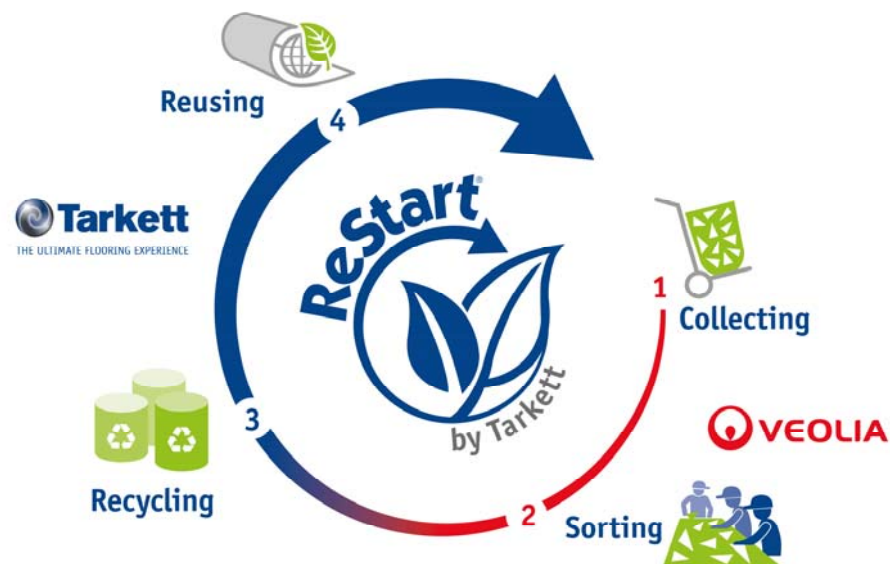 Reusing
4
Tarkett
THE ULTIMATE FLOORING EXPERIENCE
ReStart®
by Tarkett
1
Collecting
VEOLIA
3
Recycling
2
Sorting